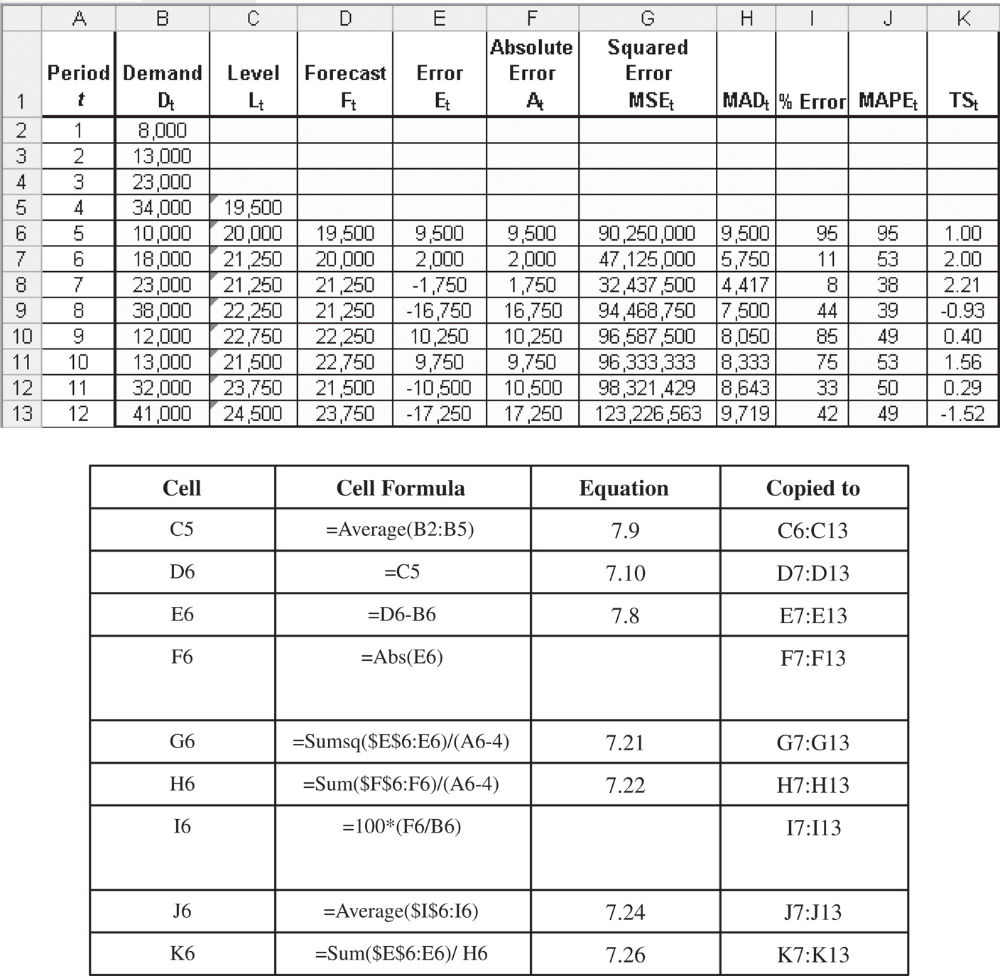 A B C D E F G H I J K
1 Period t Demand Dt Level Lt Forecast Ft Error Et Absolute Error At Squared Error MSEt MADt % Error MAPEt TSt
2 1 8,000
3 2 13,000
4 3 23,000
5 4 34,000 19,500
6 5 10,000 20,000 19,500 9,500 9,500 90,250,000 9,500 95 95 1.00
7 6 18,000 21,250 20,000 2,000 2,000 47,125,000 5,750 11 53 2.00
8 7 23,000 21,250 21,250 -1,750 1,750 32,437,500 4,417 8 38 2.21
9 8 38,000 22,250 21,250 -16,750 16,750 94,468,750 7,500 44 39 -0.93
10 9 12,000 22,750 22,250 10,250 10,250 96,587,500 8,050 85 49 0.40
11 10 13,000 21,500 22,750 9,750 9,750 96,333,333 8,333 75 53 1.56
12 11 32,000 23,750 21,500 -10,500 10,500 98,321,429 8,643 33 50 0.29
13 12 41,000 24,500 23,750 -17,250 17,250 123,226,563 9,719 42 49 -1.52
Cell Cell Formula Equation Copied to
C5 =Average(B2:B5) 7.9 C6:C13
D6 =C5 7.10 D7:D13
E6 =D6-B6 7.8 E7:E13
F6 =Abs(E6) F7:F13
G6 =Sumsq($E$6:E6)/(A6-4) 7.21 G7:G13
H6 =Sum($F$6:F6)/(A6-4) 7.22 H7:H13
I6 =100*(F6/B6) I7:I13
J6 =Average($I$6:I6) 7.24 J7:J13
K6 =Sum($E$6:E6)/ H6 7.26 K7:K13